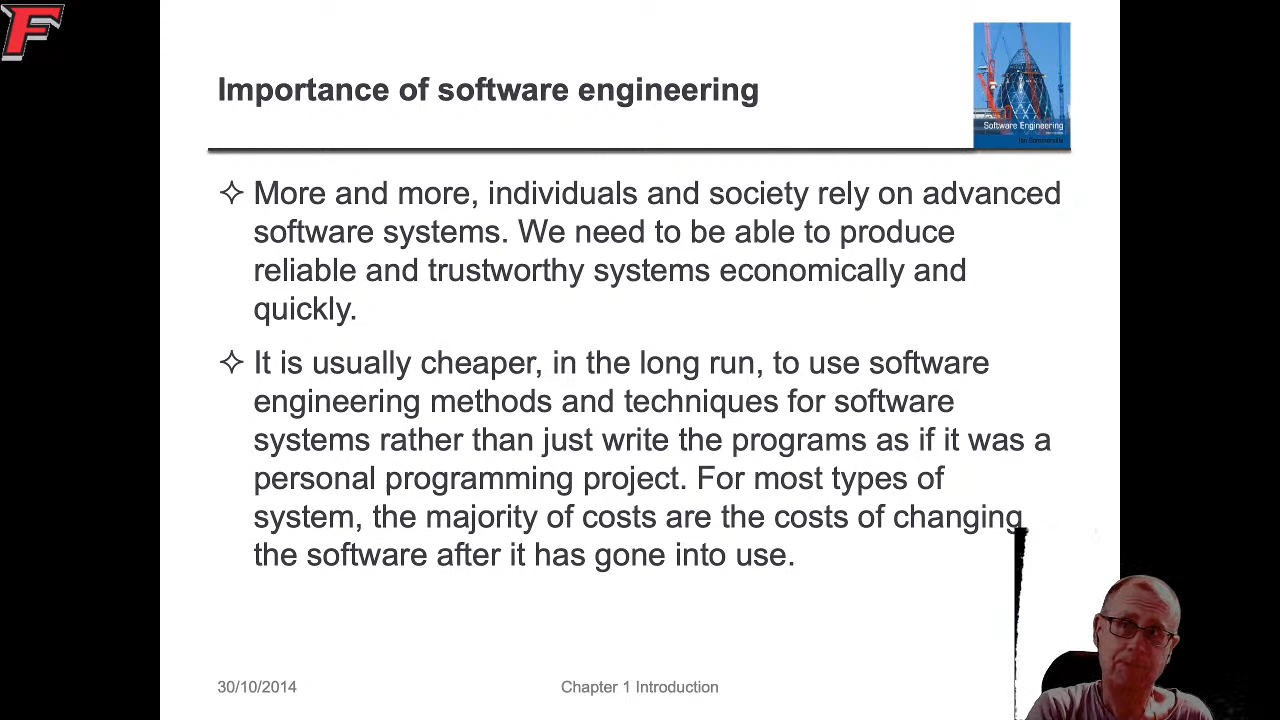 F
Importance of software engineering
Software Engineering
Ian Sommerville
✧ More and more, individuals and society rely on advanced
software systems. We need to be able to produce
reliable and trustworthy systems economically and
quickly.
✧ It is usually cheaper, in the long run, to use software
engineering methods and techniques for software
systems rather than just write the programs as if it was a
personal programming project. For most types of
system, the majority of costs are the costs of changing
the software after it has gone into use.
30/10/2014
Chapter 1 Introduction